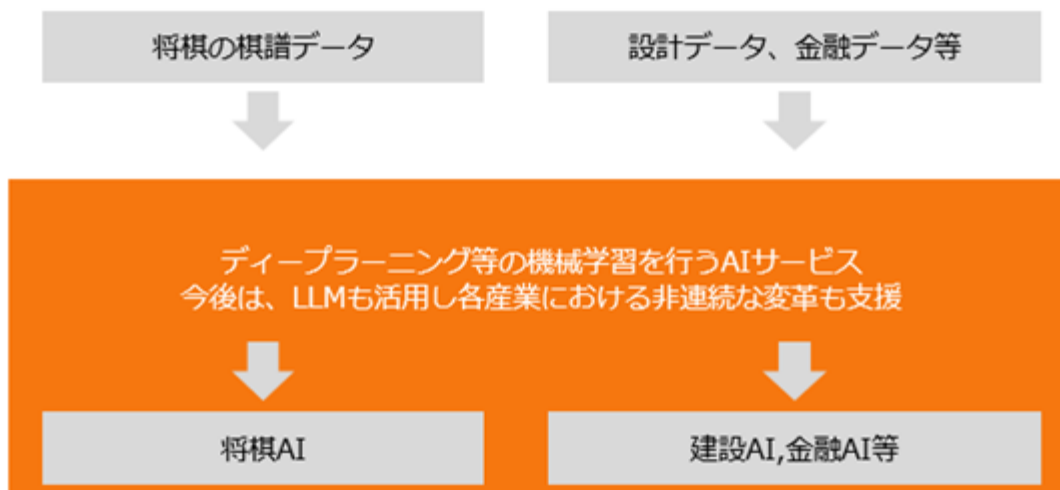 将棋の棋譜データ
設計データ、金融データ等
ディープラーニング等の機械学習を行うAIサービス
今後は、LLMも活用し各産業における非連続な変革も支援
将棋AI
建設AI,金融AI等